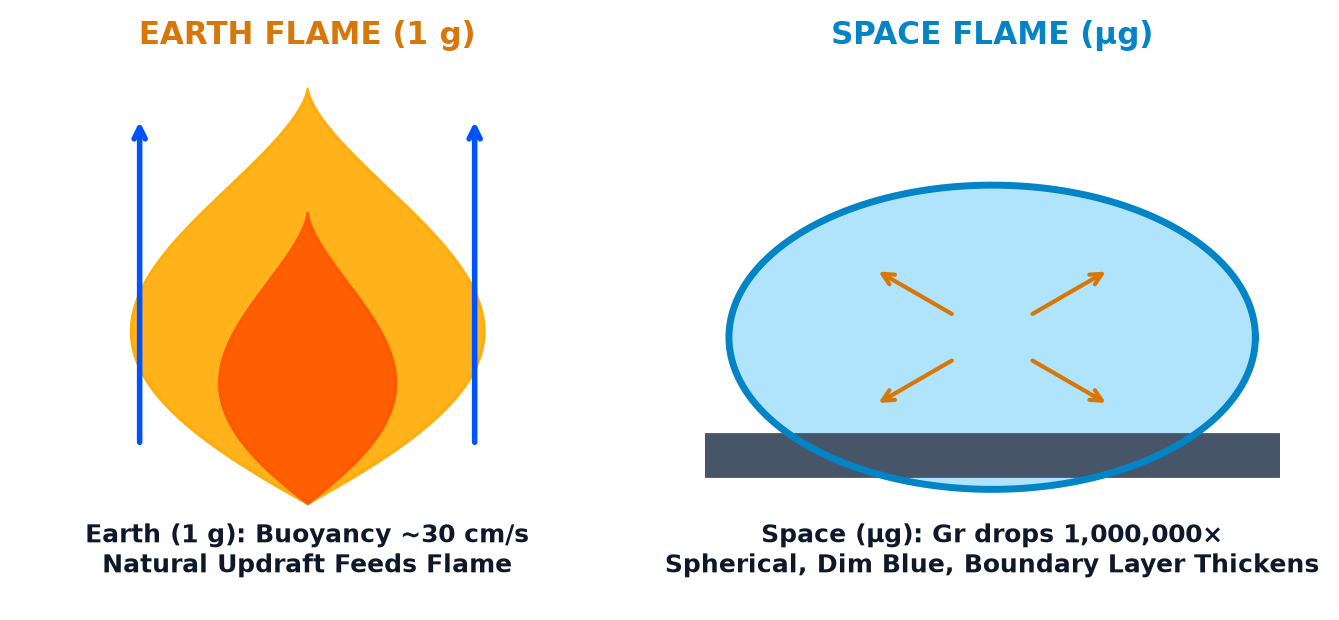 EARTH FLAME (1 g)
SPACE FLAME (μg)
Earth (1 g): Buoyancy ~30 cm/s
Natural Updraft Feeds Flame
Space (μg): Gr drops 1,000,000×
Spherical, Dim Blue, Boundary Layer Thickens